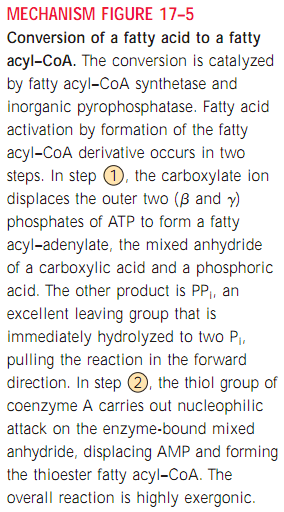 MECHANISM FIGURE 17–5
Conversion of a fatty acid to a fatty
acyl–CoA. The conversion is catalyzed
by fatty acyl–CoA synthetase and
inorganic pyrophosphatase. Fatty acid
activation by formation of the fatty
acyl–CoA derivative occurs in two
steps. In step ①, the carboxylate ion
displaces the outer two (β and γ)
phosphates of ATP to form a fatty
acyl–adenylate, the mixed anhydride
of a carboxylic acid and a phosphoric
acid. The other product is PPᵢ, an
excellent leaving group that is
immediately hydrolyzed to two Pᵢ,
pulling the reaction in the forward
direction. In step ②, the thiol group of
coenzyme A carries out nucleophilic
attack on the enzyme-bound mixed
anhydride, displacing AMP and forming
the thioester fatty acyl–CoA. The
overall reaction is highly exergonic.